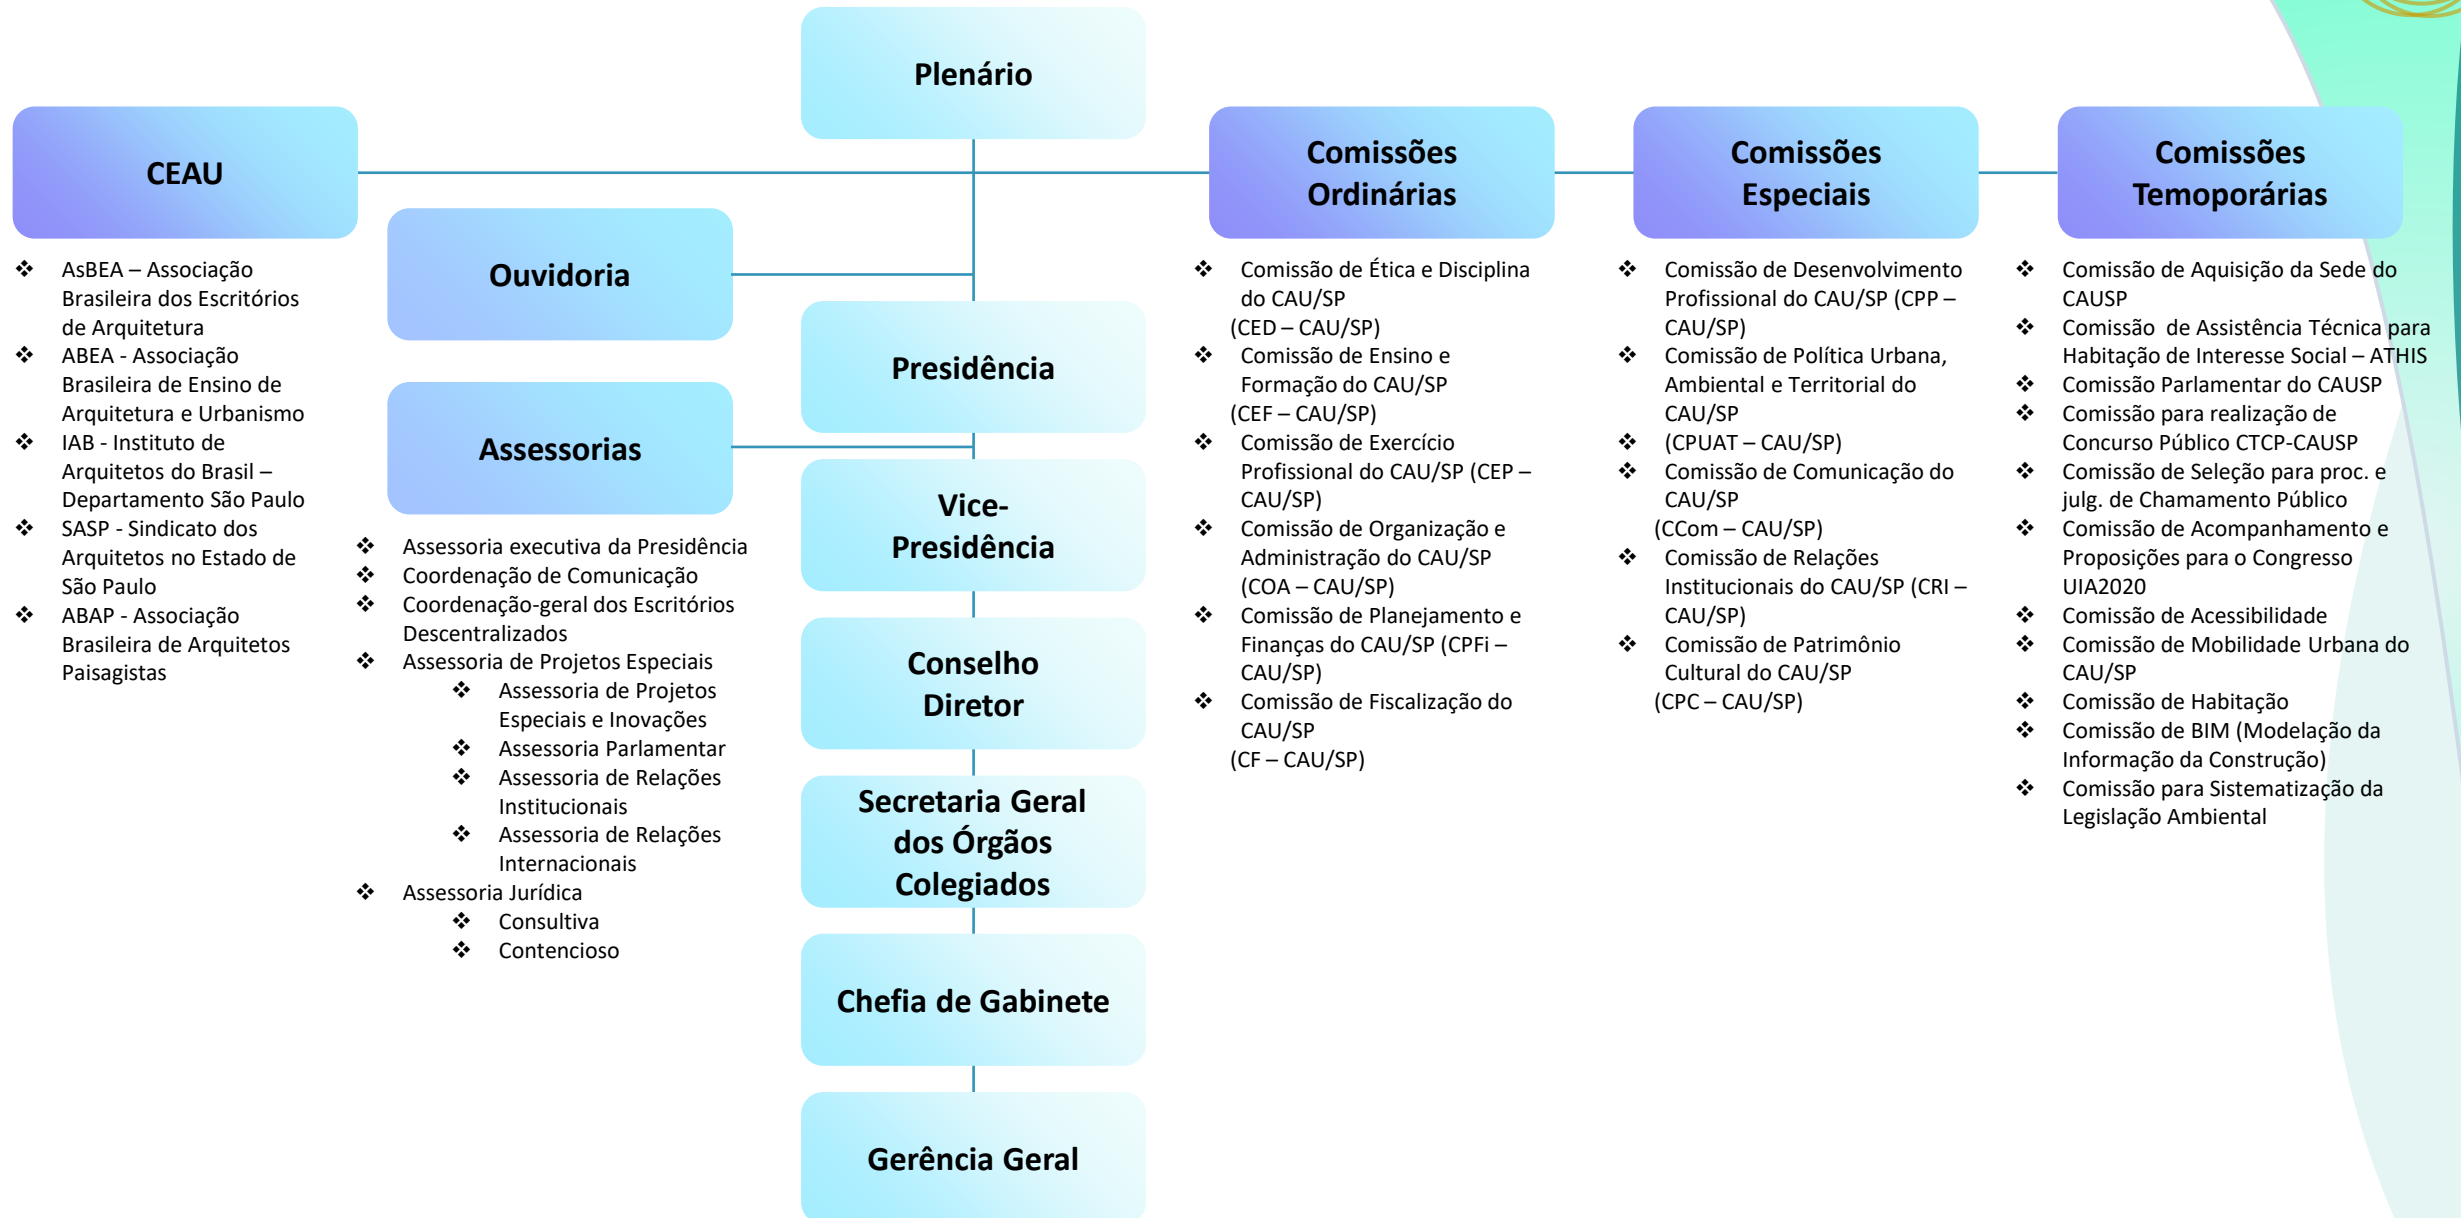 Plenário
CEAU
AsBEA – Associação
Brasileira dos Escritórios
de Arquitetura
ABEA - Associação
Brasileira de Ensino de
Arquitetura e Urbanismo
IAB - Instituto de
Arquitetos do Brasil –
Departamento São Paulo
SASP - Sindicato dos
Arquitetos no Estado de
São Paulo
ABAP - Associação
Brasileira de Arquitetos
Paisagistas
Ouvidoria
Assessorias
Assessoria executiva da Presidência
Coordenação de Comunicação
Coordenação-geral dos Escritórios
Descentralizados
Assessoria de Projetos Especiais
Assessoria de Projetos
Especiais e Inovações
Assessoria Parlamentar
Assessoria de Relações
Institucionais
Assessoria de Relações
Internacionais
Assessoria Jurídica
Consultiva
Contencioso
Presidência
Vice-
Presidência
Conselho
Diretor
Secretaria Geral
dos Órgãos
Colegiados
Chefia de Gabinete
Gerência Geral
Comissões
Ordinárias
Comissão de Ética e Disciplina
do CAU/SP
(CED – CAU/SP)
Comissão de Ensino e
Formação do CAU/SP
(CEF – CAU/SP)
Comissão de Exercício
Profissional do CAU/SP (CEP –
CAU/SP)
Comissão de Organização e
Administração do CAU/SP
(COA – CAU/SP)
Comissão de Planejamento e
Finanças do CAU/SP (CPFi –
CAU/SP)
Comissão de Fiscalização do
CAU/SP
(CF – CAU/SP)
Comissões
Especiais
Comissão de Desenvolvimento
Profissional do CAU/SP (CPP –
CAU/SP)
Comissão de Política Urbana,
Ambiental e Territorial do
CAU/SP
(CPUAT – CAU/SP)
Comissão de Comunicação do
CAU/SP
(CCom – CAU/SP)
Comissão de Relações
Institucionais do CAU/SP (CRI –
CAU/SP)
Comissão de Patrimônio
Cultural do CAU/SP
(CPC – CAU/SP)
Comissões
Temoporárias
Comissão de Aquisição da Sede do
CAUSP
Comissão  de Assistência Técnica para
Habitação de Interesse Social – ATHIS
Comissão Parlamentar do CAUSP
Comissão para realização de
Concurso Público CTCP-CAUSP
Comissão de Seleção para proc. e
julg. de Chamamento Público
Comissão de Acompanhamento e
Proposições para o Congresso
UIA2020
Comissão de Acessibilidade
Comissão de Mobilidade Urbana do
CAU/SP
Comissão de Habitação
Comissão de BIM (Modelação da
Informação da Construção)
Comissão para Sistematização da
Legislação Ambiental